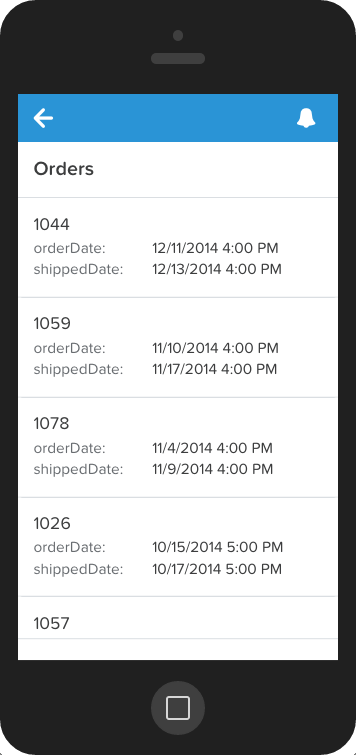 Orders
1044
orderDate: 12/11/2014 4:00 PM
shippedDate: 12/13/2014 4:00 PM
1059
orderDate: 11/10/2014 4:00 PM
shippedDate: 11/17/2014 4:00 PM
1078
orderDate: 11/4/2014 4:00 PM
shippedDate: 11/9/2014 4:00 PM
1026
orderDate: 10/15/2014 5:00 PM
shippedDate: 10/17/2014 5:00 PM
1057